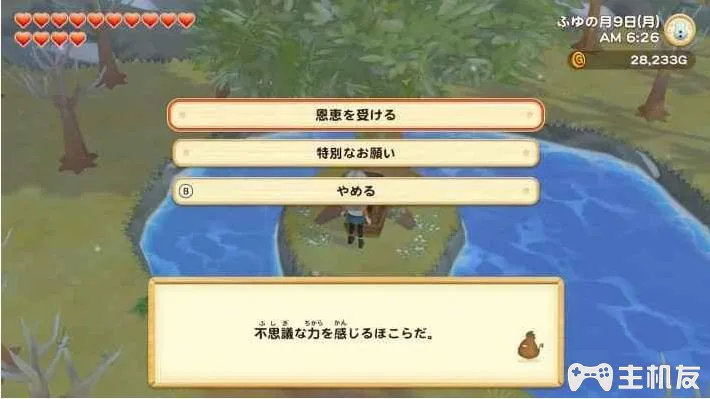 ふゆの月9日(月)
AM 6:26
28,233G
恩恵を受ける
特別なお願い
B やめる
ふしぎ ちから かん
不思議な力を感じるほこらだ。
主机友